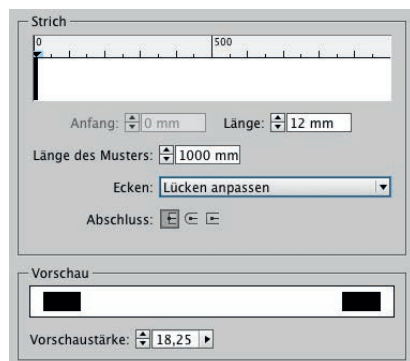 Strich
0 500
Anfang: 0 mm Länge: 12 mm
Länge des Musters: 1000 mm
Ecken: Lücken anpassen
Abschluss:
Vorschau
Vorschaustärke: 18,25